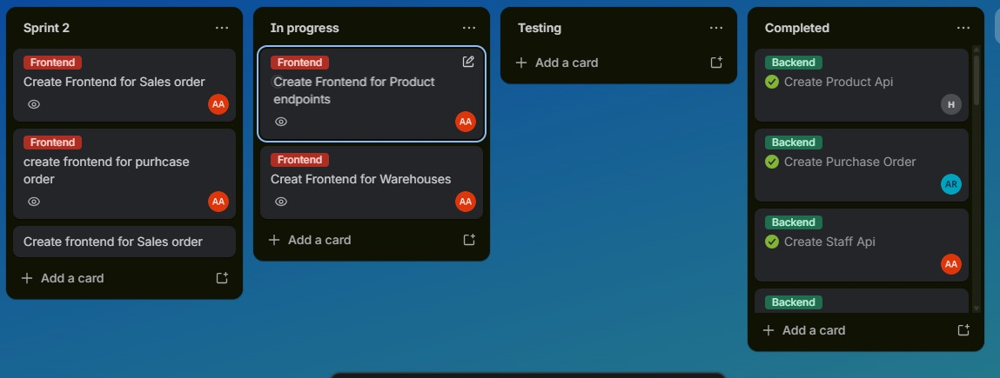 Sprint 2
Frontend
Create Frontend for Sales order
AA
Frontend
create frontend for purhcase
order
AA
Create frontend for Sales order
Add a card
In progress
Frontend
Create Frontend for Product
endpoints
AA
Frontend
Creat Frontend for Warehouses
AA
Add a card
Testing
Add a card
Completed
Backend
Create Product Api
H
Backend
Create Purchase Order
AR
Backend
Create Staff Api
AA
Backend
Add a card